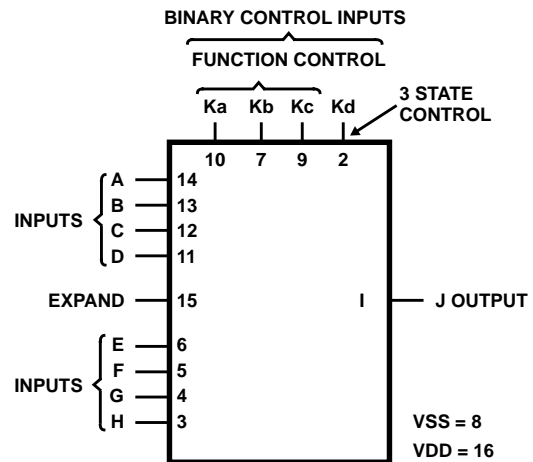 BINARY CONTROL INPUTS
FUNCTION CONTROL
Ka Kb Kc Kd
3 STATE
CONTROL
10 7 9 2
A 14
B 13
INPUTS
C 12
D 11
EXPAND 15
I J OUTPUT
E 6
F 5
INPUTS
G 4
H 3
VSS = 8
VDD = 16